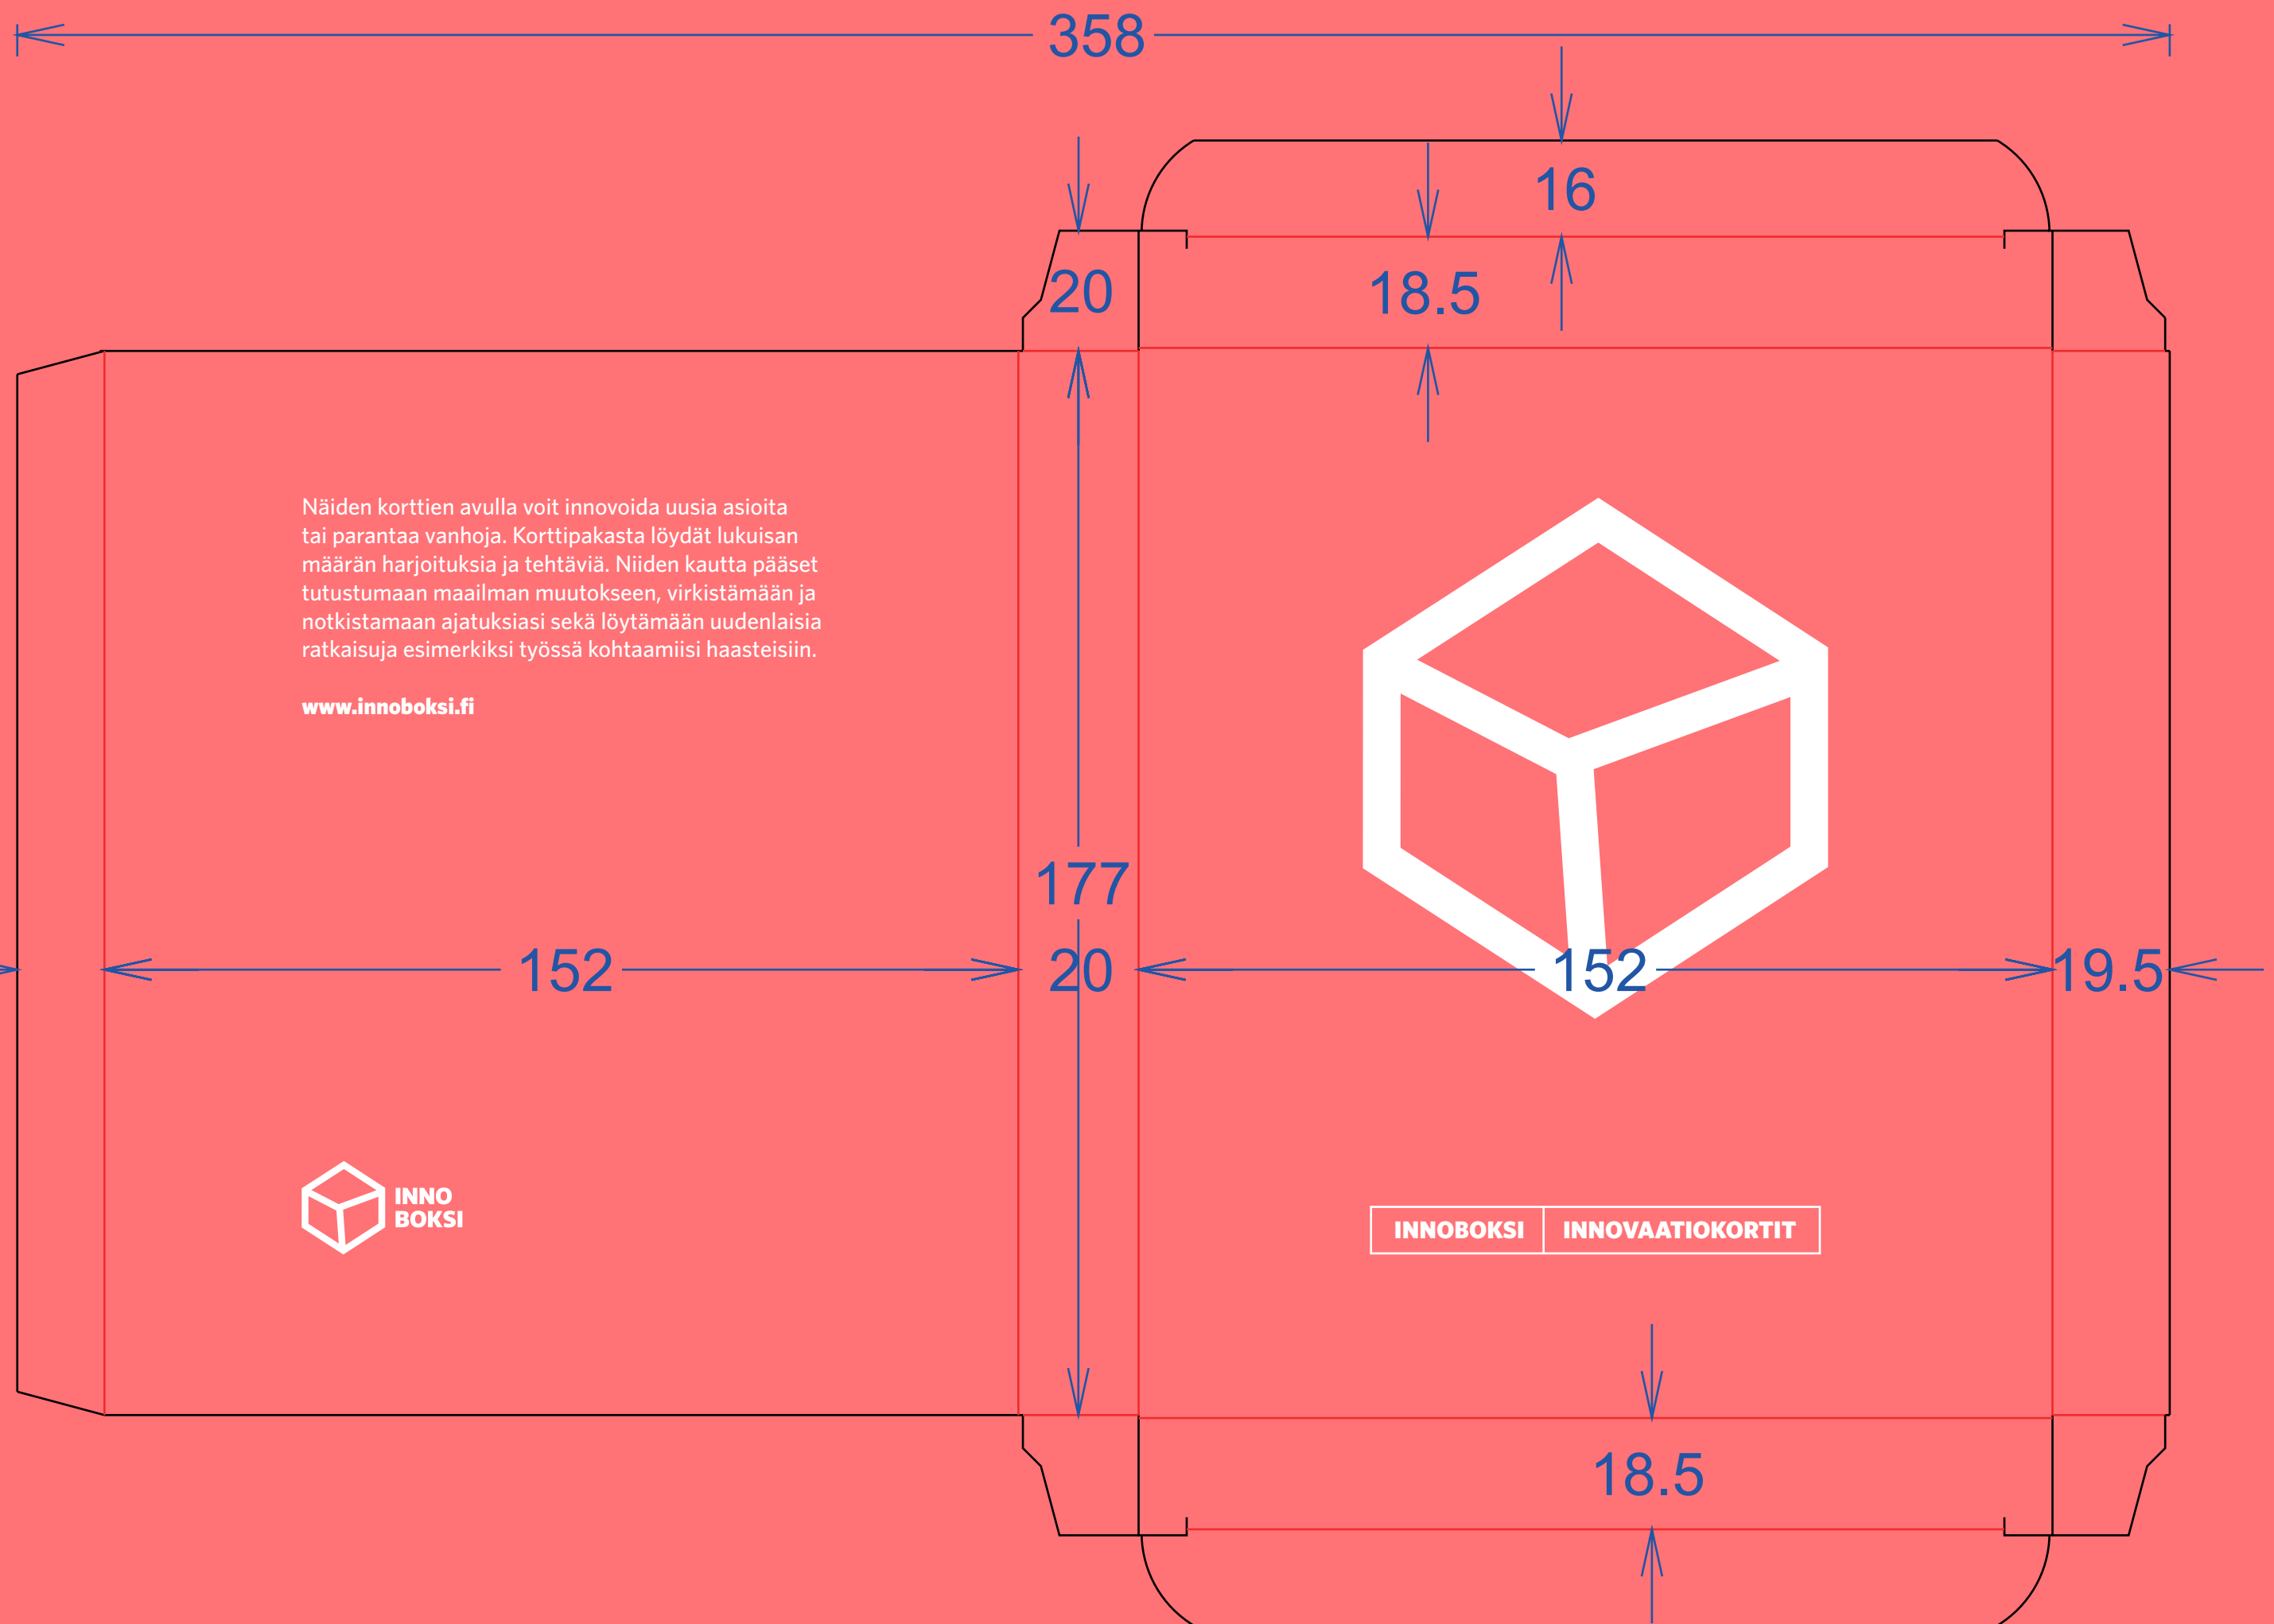 358
16
20
18.5
Näiden korttien avulla voit innovoida uusia asioita
tai parantaa vanhoja. Korttipakasta löydät lukuisan
määrän harjoituksia ja tehtäviä. Niiden kautta pääset
tutustumaan maailman muutokseen, virkistämään ja
notkistamaan ajatuksiasi sekä löytämään uudenlaisia
ratkaisuja esimerkiksi työssä kohtaamiisi haasteisiin.
www.innoboksi.fi
177
152
20
152
19.5
INNO
BOKSI
INNOBOKSI INNOVAATIOKORTIT
18.5